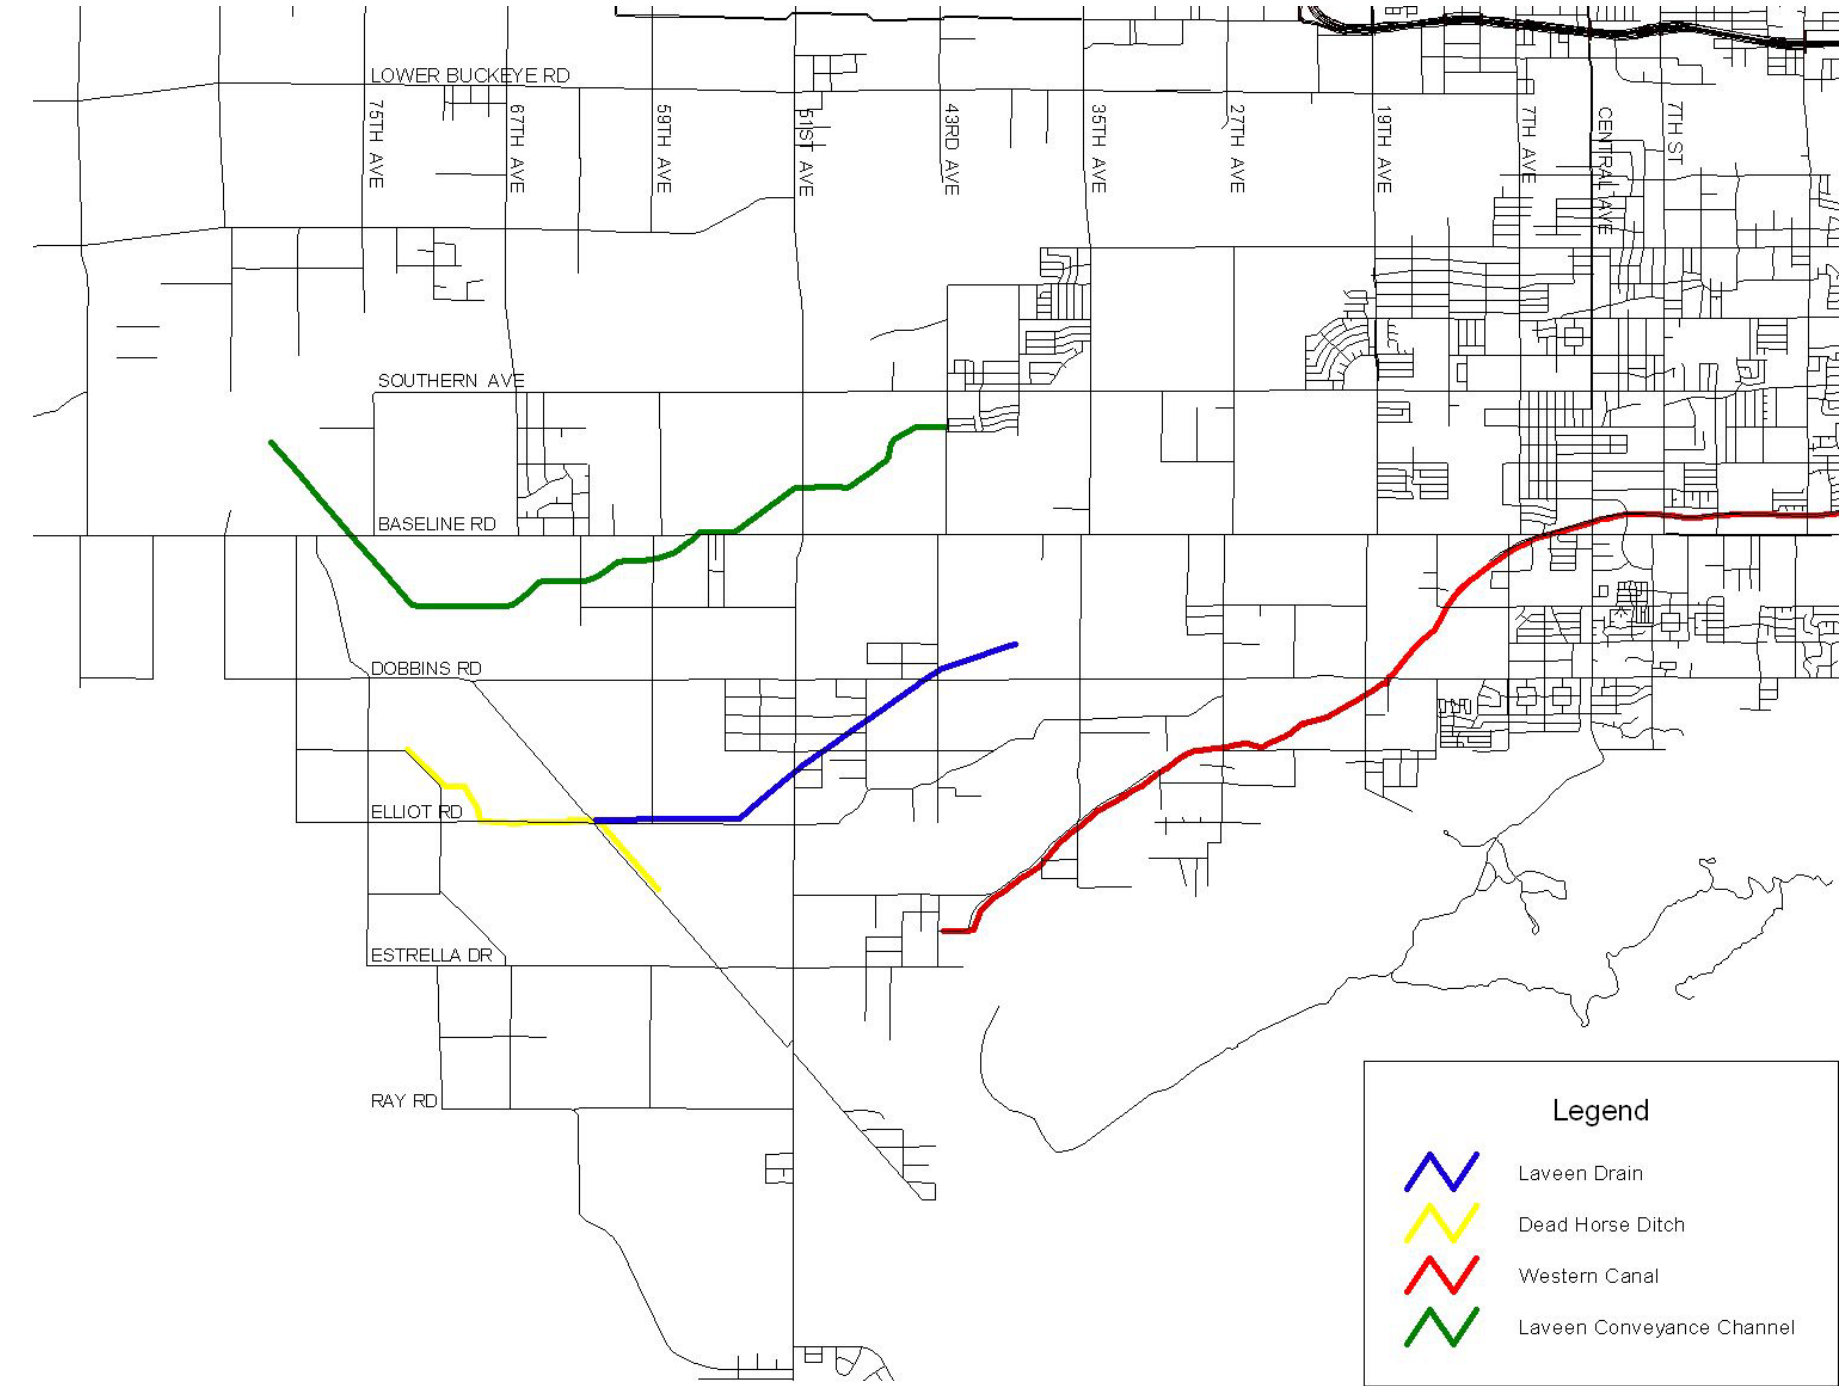 LOWER BUCKEYE RD
75TH AVE
67TH AVE
59TH AVE
51ST AVE
43RD AVE
35TH AVE
27TH AVE
19TH AVE
7TH AVE
CENTRAL AVE
7TH ST
SOUTHERN AVE
BASELINE RD
DOBBINS RD
ELLIOT RD
ESTRELLA DR
RAY RD
Legend
Laveen Drain
Dead Horse Ditch
Western Canal
Laveen Conveyance Channel